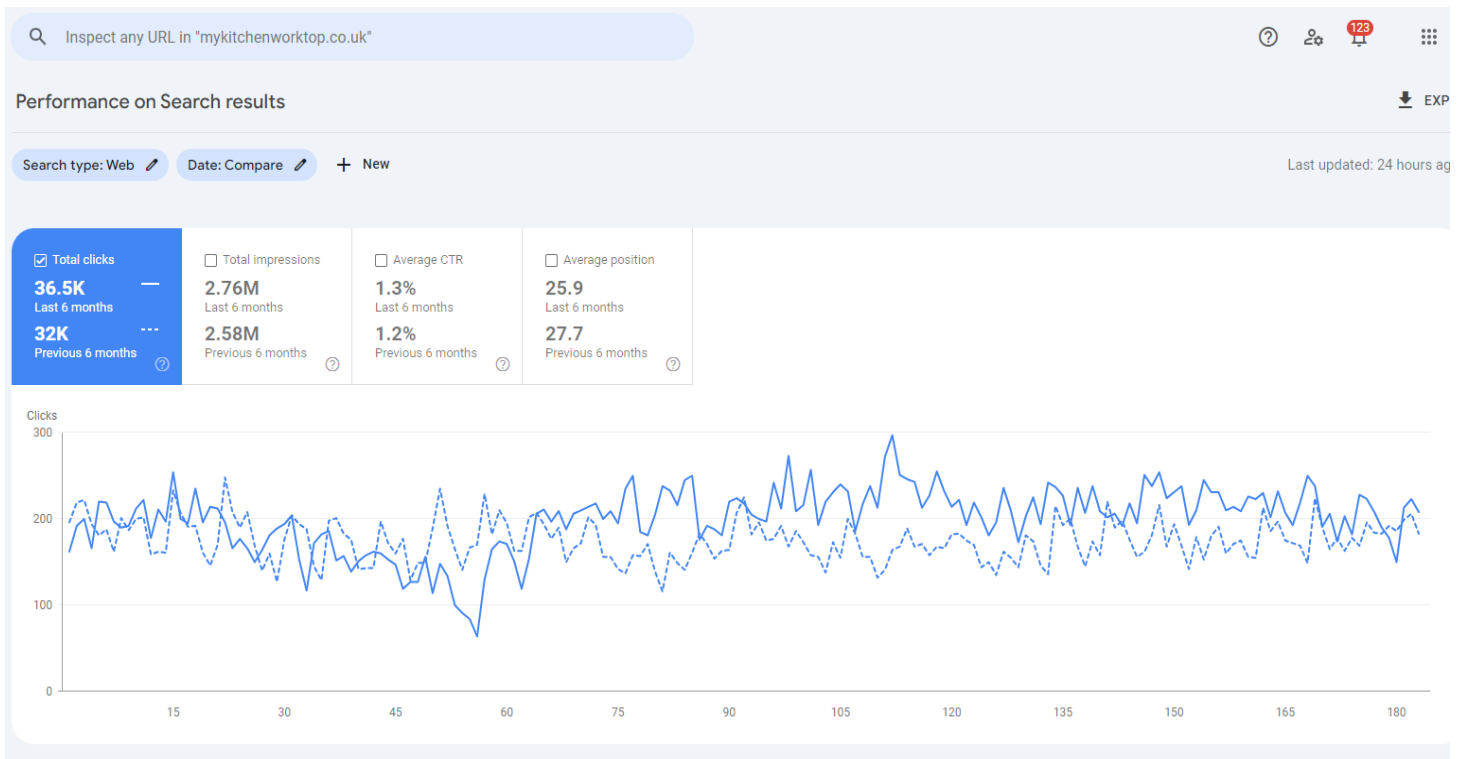 Inspect any URL in "mykitchenworktop.co.uk"
123
Performance on Search results
EXP
Search type: Web
Date: Compare
New
Last updated: 24 hours ag
Total clicks
36.5K
Last 6 months
32K
Previous 6 months
Total impressions
2.76M
Last 6 months
2.58M
Previous 6 months
Average CTR
1.3%
Last 6 months
1.2%
Previous 6 months
Average position
25.9
Last 6 months
27.7
Previous 6 months
Clicks
300
200
100
0
15 30 45 60 75 90 105 120 135 150 165 180